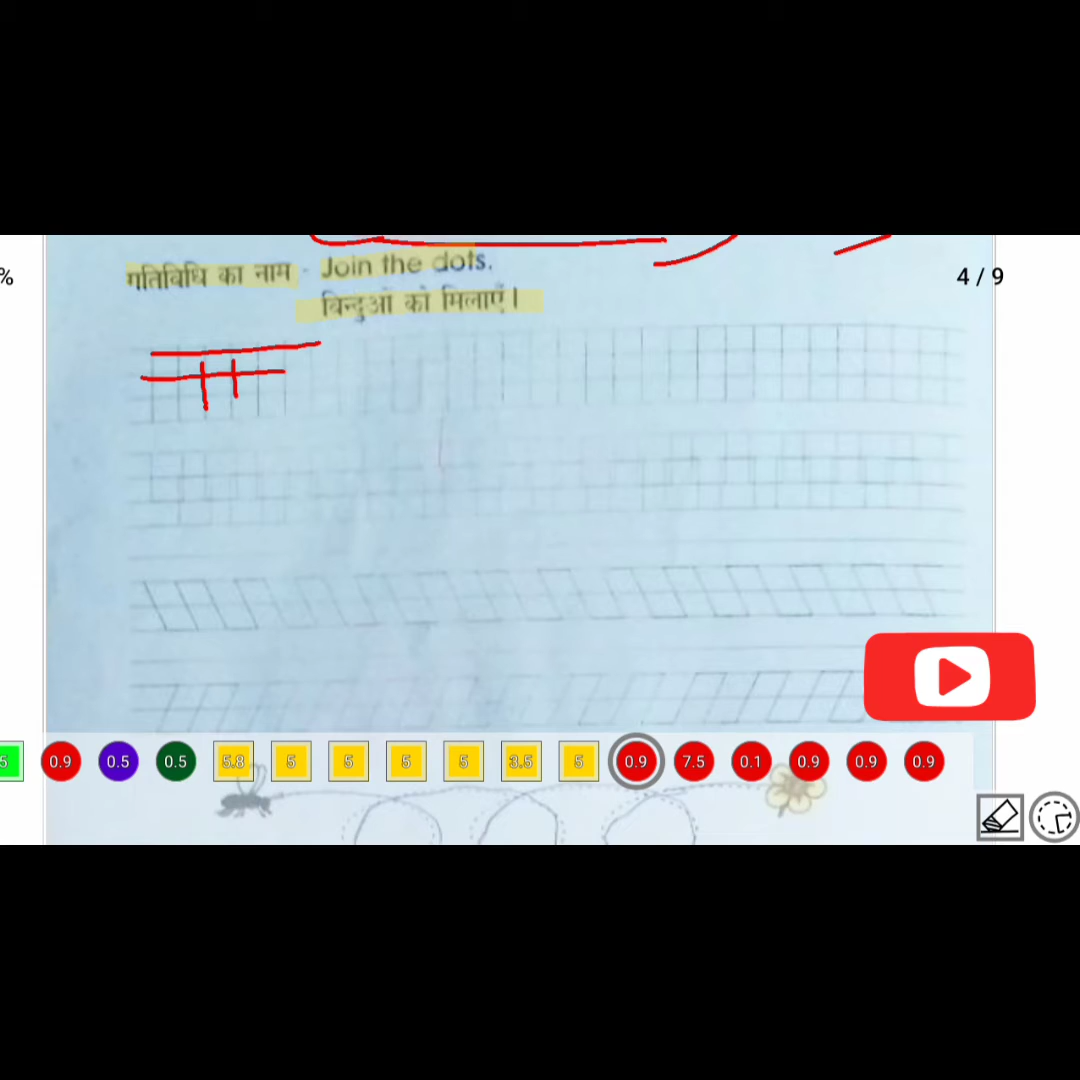 गतिविधि का नाम - Join the dots.
बिन्दुओं को मिलाएँ।
%
4 / 9
5 0.9 0.5 0.5 5.8 5 5 5 5 3.5 5 0.9 7.5 0.1 0.9 0.9 0.9